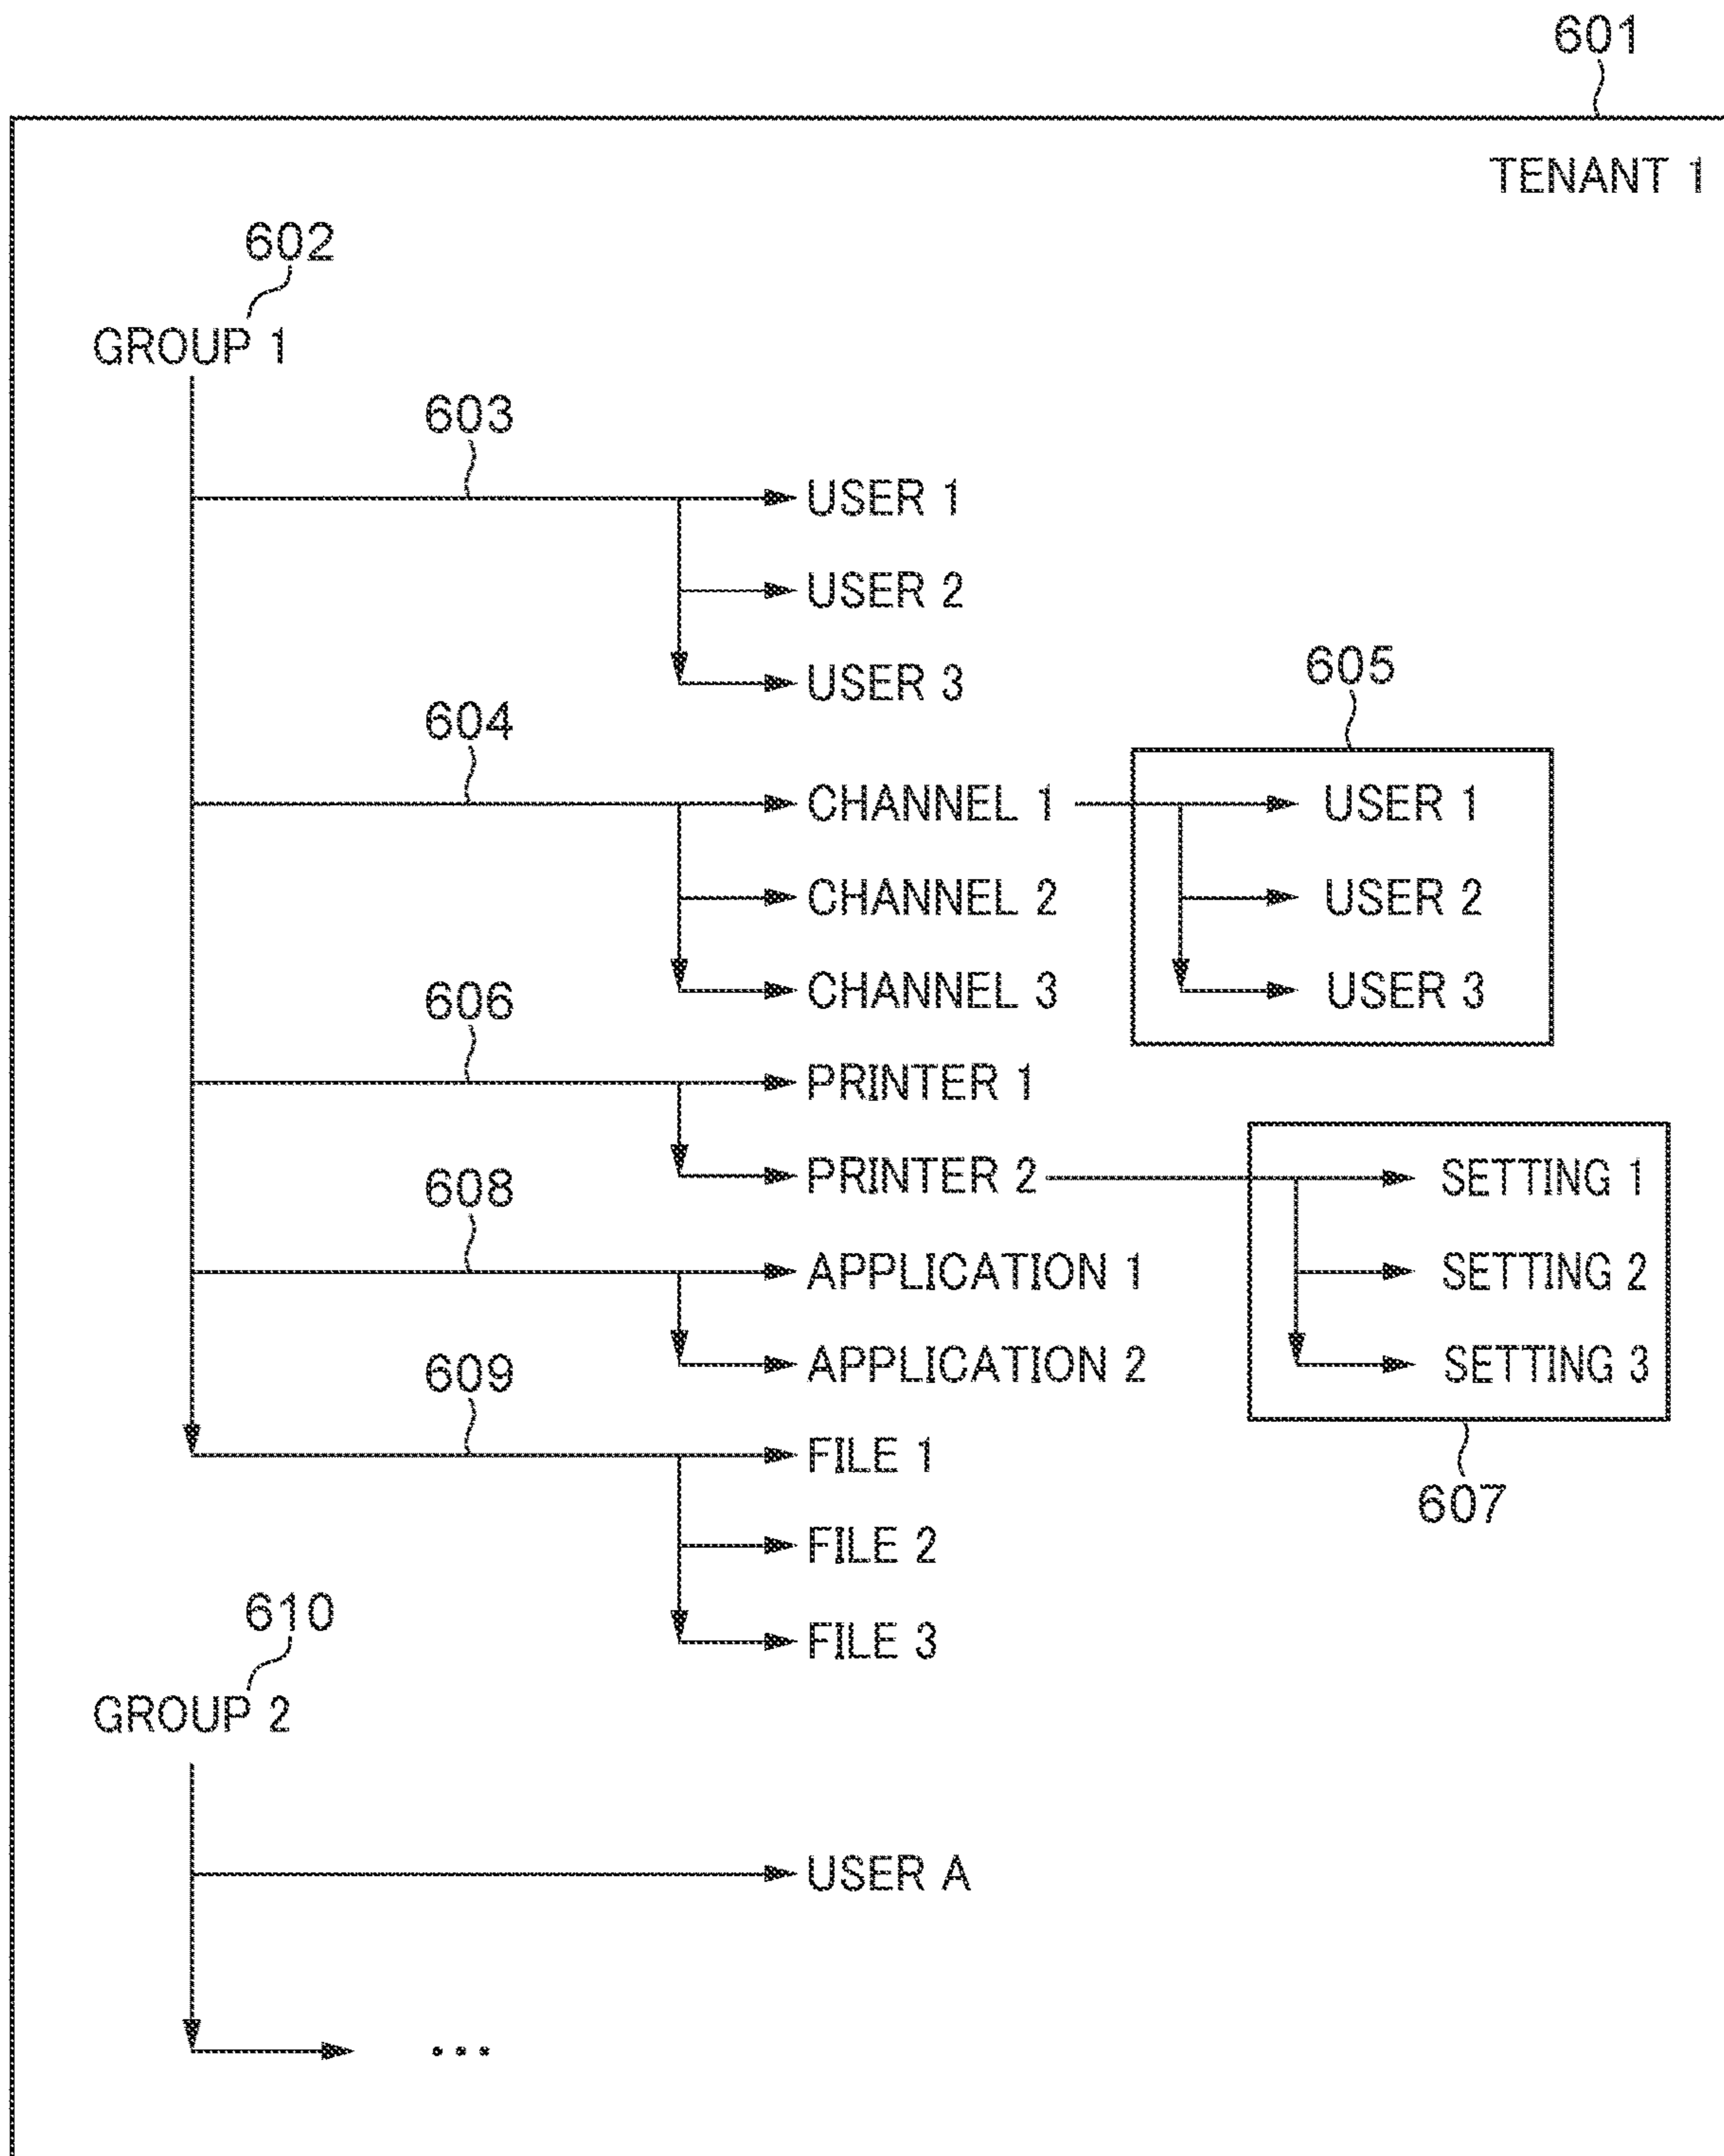 601
TENANT 1
602
GROUP 1
603
USER 1
USER 2
USER 3
605
604
CHANNEL 1 USER 1
CHANNEL 2 USER 2
CHANNEL 3 USER 3
606
PRINTER 1
PRINTER 2 SETTING 1
608
APPLICATION 1 SETTING 2
APPLICATION 2 SETTING 3
609
FILE 1
607
FILE 2
610
FILE 3
GROUP 2
USER A
...